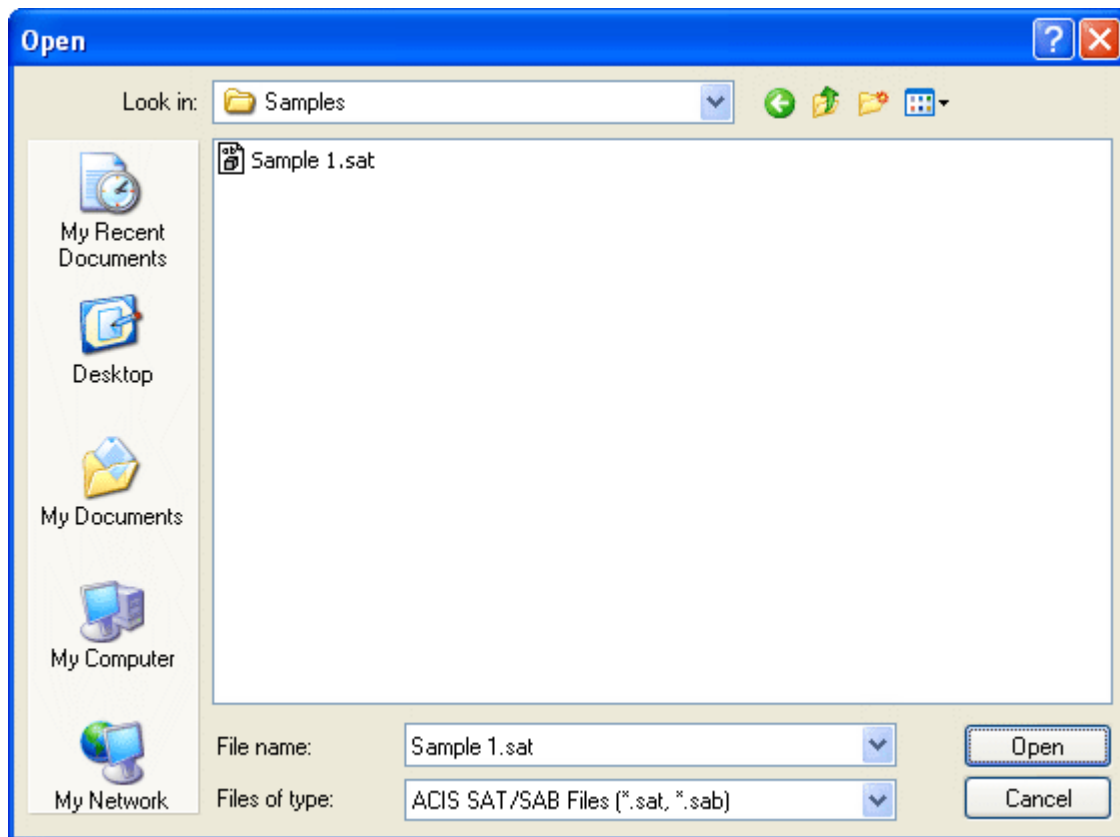 Open
Look in: Samples
Sample 1.sat
My Recent
Documents
Desktop
My Documents
My Computer
My Network
File name: Sample 1.sat Open
Files of type: ACIS SAT/SAB Files (*.sat, *.sab) Cancel